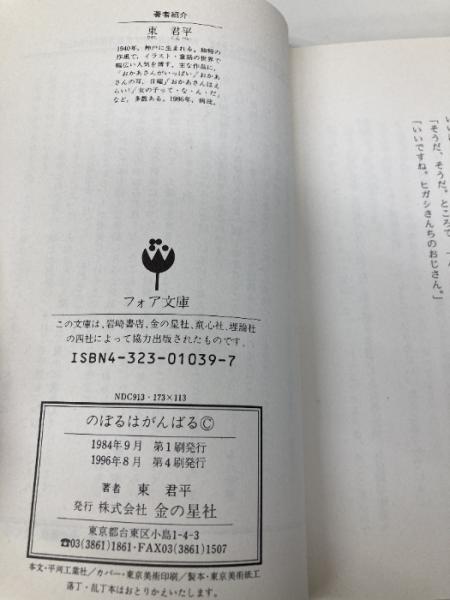 著者紹介
東 君平
1940年、神戸に生まれる。独特の
作風で、イラスト・童話の世界で
幅広い人気を博す。主な作品に、
「おかあさんがいっぱい」「おかあ
さんの耳、日曜」「おかあさんはえ
らい!」「女の子って・な・ん・だ」
など、多数ある。1986年、病没。
フォア文庫
この文庫は、岩崎書店、金の星社、童心社、理論社
の四社によって協力出版されたものです。
ISBN4-323-01039-7
NDC913・173×113
のぼるはがんばる©
1984年9月 第1刷発行
1996年8月 第4刷発行
著者 東 君平
発行 株式会社 金の星社
東京都台東区小島1-4-3
☎03(3861)1861・FAX03(3861)1507
本文・平河工業社/カバー・東京美術印刷/製本・東京美術紙工
落丁・乱丁本はおとりかえいたします。
「そうだ、そうだ。ところで
「いいですね。ヒガシさんちのおじさん。」